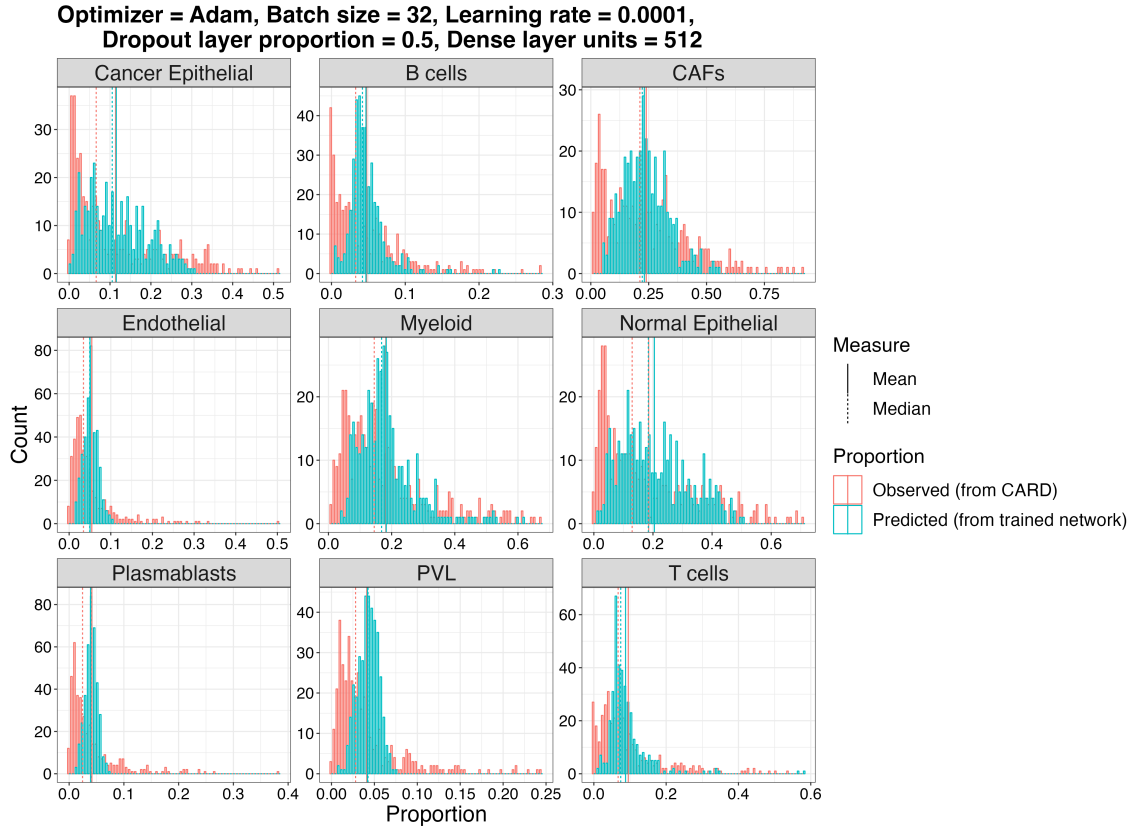 Optimizer = Adam, Batch size = 32, Learning rate = 0.0001,
Dropout layer proportion = 0.5, Dense layer units = 512
Cancer Epithelial
B cells
CAFs
30
20
10
0
0.0 0.1 0.2 0.3 0.4 0.5
40
30
20
10
0
0.0 0.1 0.2 0.3
30
20
10
0
0.00 0.25 0.50 0.75
Endothelial
Myeloid
Normal Epithelial
80
60
40
20
0
0.0 0.1 0.2 0.3 0.4 0.5
20
10
0
0.0 0.2 0.4 0.6
20
10
0
0.0 0.2 0.4 0.6
Plasmablasts
PVL
T cells
80
60
40
20
0
0.0 0.1 0.2 0.3 0.4
40
30
20
10
0
0.00 0.05 0.10 0.15 0.20 0.25
60
40
20
0
0.0 0.2 0.4 0.6
Count
Proportion
Measure
Mean
Median
Proportion
Observed (from CARD)
Predicted (from trained network)